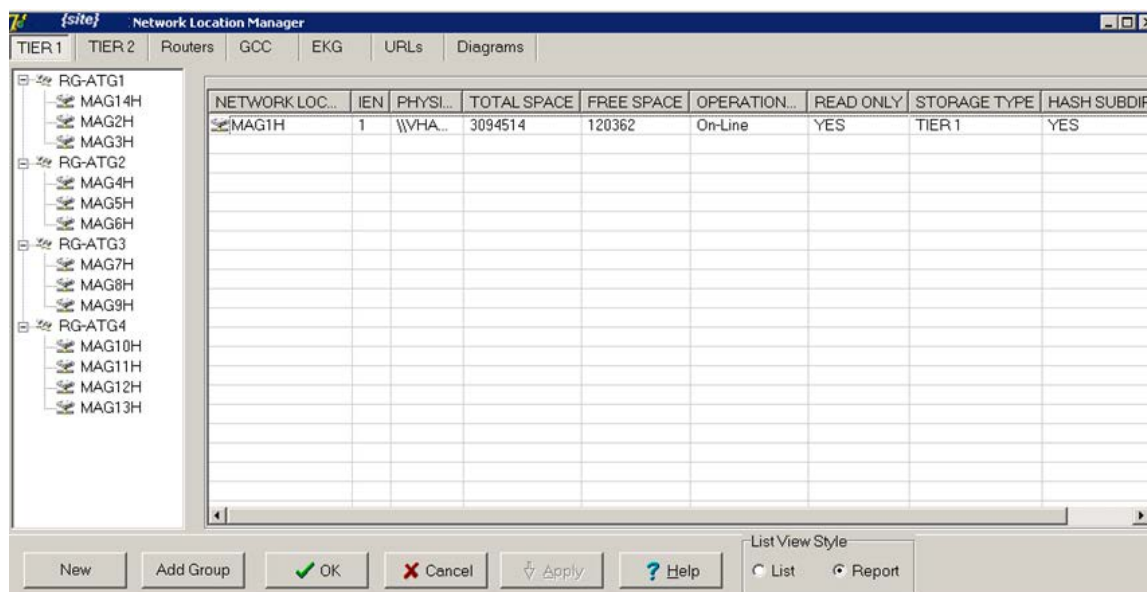 {site} Network Location Manager
TIER 1 TIER 2 Routers GCC EKG URLs Diagrams
RG-ATG1
MAG14H
MAG2H
MAG3H
RG-ATG2
MAG4H
MAG5H
MAG6H
RG-ATG3
MAG7H
MAG8H
MAG9H
RG-ATG4
MAG10H
MAG11H
MAG12H
MAG13H
NETWORK LOC... IEN PHYSI... TOTAL SPACE FREE SPACE OPERATION... READ ONLY STORAGE TYPE HASH SUBDIR
MAG1H 1 \\VHA... 3094514 120362 On-Line YES TIER 1 YES
List View Style
New Add Group OK Cancel Apply Help List Report